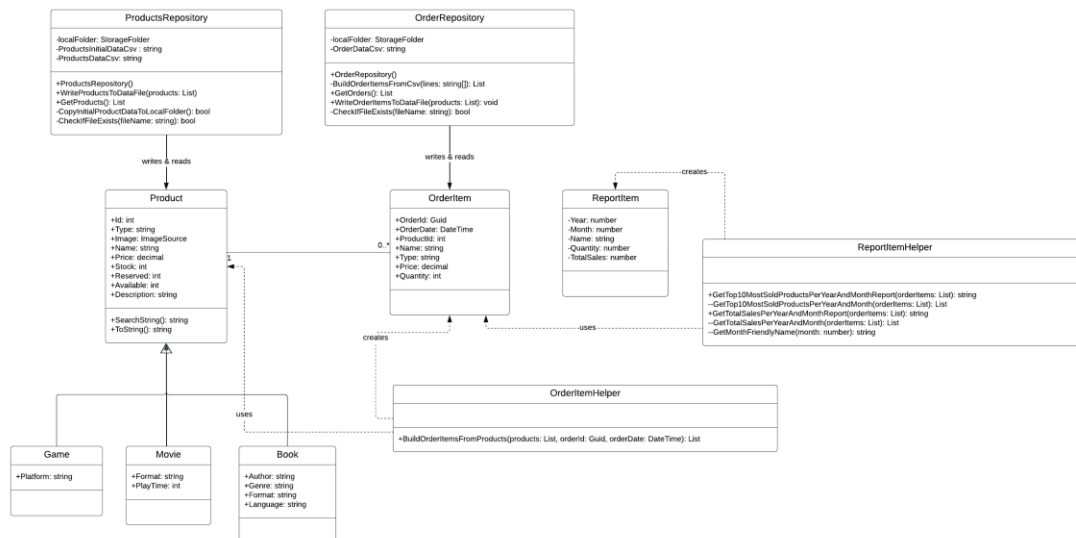 ProductsRepository
-localFolder: StorageFolder
-ProductsInitialDataCsv : string
-ProductsDataCsv: string
+ProductsRepository()
+WriteProductsToDataFile(products: List)
+GetProducts(): List
-CopyInitialProductDataToLocalFolder(): bool
-CheckIfFileExists(fileName: string): bool
OrderRepository
-localFolder: StorageFolder
-OrderDataCsv: string
+OrderRepository()
-BuildOrderItemsFromCsv(lines: string[]): List
+GetOrders(): List
+WriteOrderItemsToDataFile(products: List): void
-CheckIfFileExists(fileName: string): bool
writes & reads
writes & reads
creates
Product
+Id: int
+Type: string
+Image: ImageSource
+Name: string
+Price: decimal
+Stock: int
+Reserved: int
+Available: int
+Description: string
+SearchString(): string
+ToString(): string
1
0..*
OrderItem
+OrderId: Guid
+OrderDate: DateTime
+ProductId: int
+Name: string
+Type: string
+Price: decimal
+Quantity: int
ReportItem
-Year: number
-Month: number
-Name: string
-Quantity: number
-TotalSales: number
ReportItemHelper
+GetTop10MostSoldProductsPerYearAndMonthReport(orderItems: List): string
--GetTop10MostSoldProductsPerYearAndMonth(orderItems: List): List
+GetTotalSalesPerYearAndMonthReport(orderItems: List): string
--GetTotalSalesPerYearAndMonth(orderItems: List): List
--GetMonthFriendlyName(month: number): string
uses
creates
uses
OrderItemHelper
+BuildOrderItemsFromProducts(products: List, orderId: Guid, orderDate: DateTime): List
Game
+Platform: string
Movie
+Format: string
+PlayTime: int
Book
+Author: string
+Genre: string
+Format: string
+Language: string